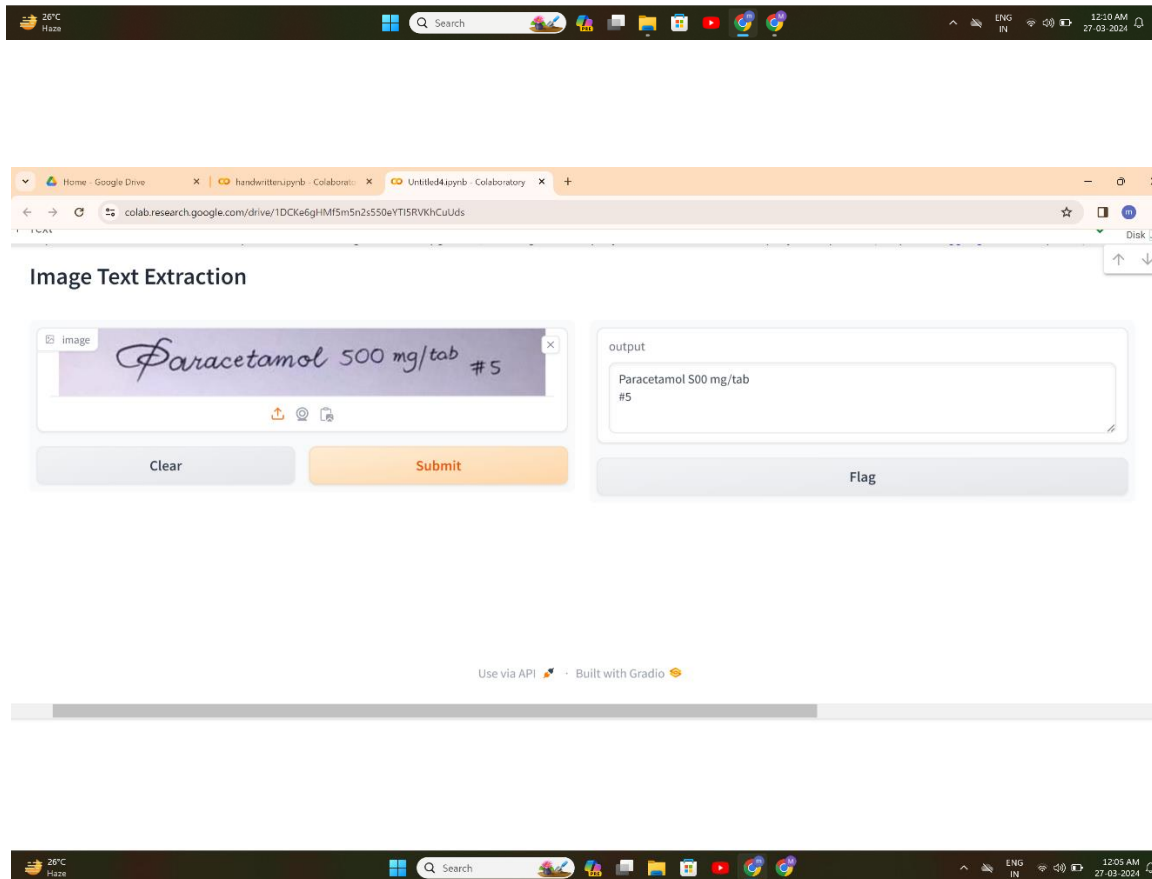 26°C
Haze
Search
ENG
IN
12:10 AM
27-03-2024
Home - Google Drive
handwritten.ipynb - Colaborato
Untitled4.ipynb - Colaboratory
colab.research.google.com/drive/1DCKe6gHMf5m5n2s550eYTI5RVKhCuUds
Disk
Image Text Extraction
image
Paracetamol 500 mg/tab #5
output
Paracetamol S00 mg/tab
#5
Clear
Submit
Flag
Use via API · Built with Gradio
26°C
Haze
Search
ENG
IN
12:05 AM
27-03-2024